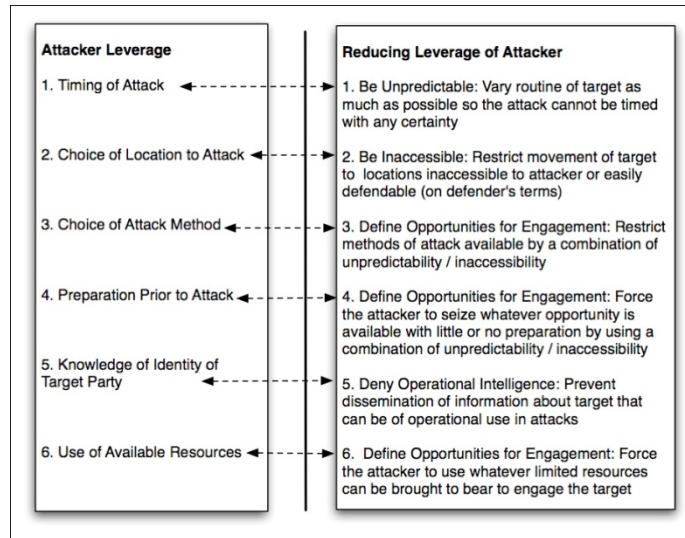 Attacker Leverage
1. Timing of Attack
2. Choice of Location to Attack
3. Choice of Attack Method
4. Preparation Prior to Attack
5. Knowledge of Identity of
Target Party
6. Use of Available Resources
Reducing Leverage of Attacker
1. Be Unpredictable: Vary routine of target as
much as possible so the attack cannot be timed
with any certainty
2. Be Inaccessible: Restrict movement of target
to locations inaccessible to attacker or easily
defendable (on defender's terms)
3. Define Opportunities for Engagement: Restrict
methods of attack available by a combination of
unpredictability / inaccessibility
4. Define Opportunities for Engagement: Force
the attacker to seize whatever opportunity is
available with little or no preparation by using a
combination of unpredictability / inaccessibility
5. Deny Operational Intelligence: Prevent
dissemination of information about target that
can be of operational use in attacks
6. Define Opportunities for Engagement: Force
the attacker to use whatever limited resources
can be brought to bear to engage the target